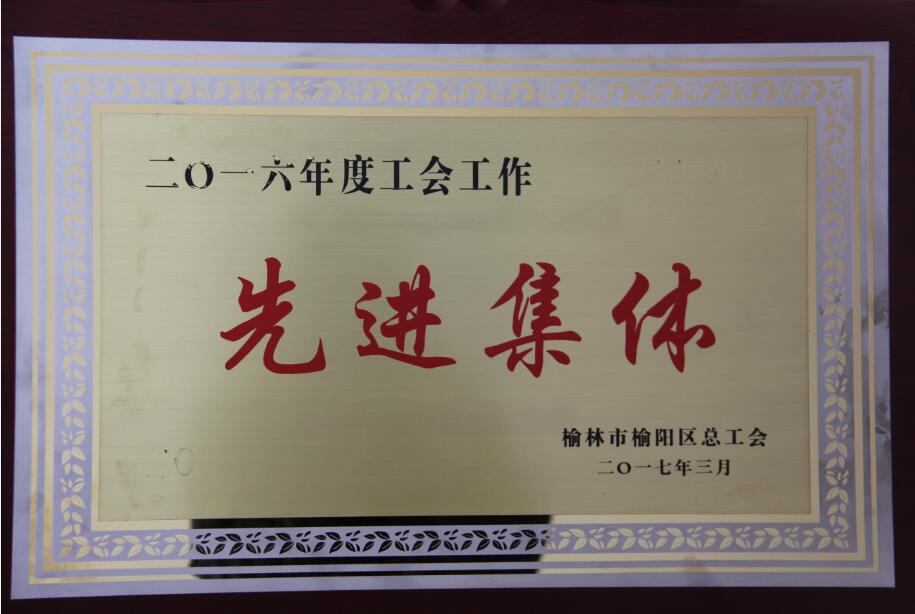 二〇一六年度工会工作
先进集体
榆林市榆阳区总工会
二〇一七年三月